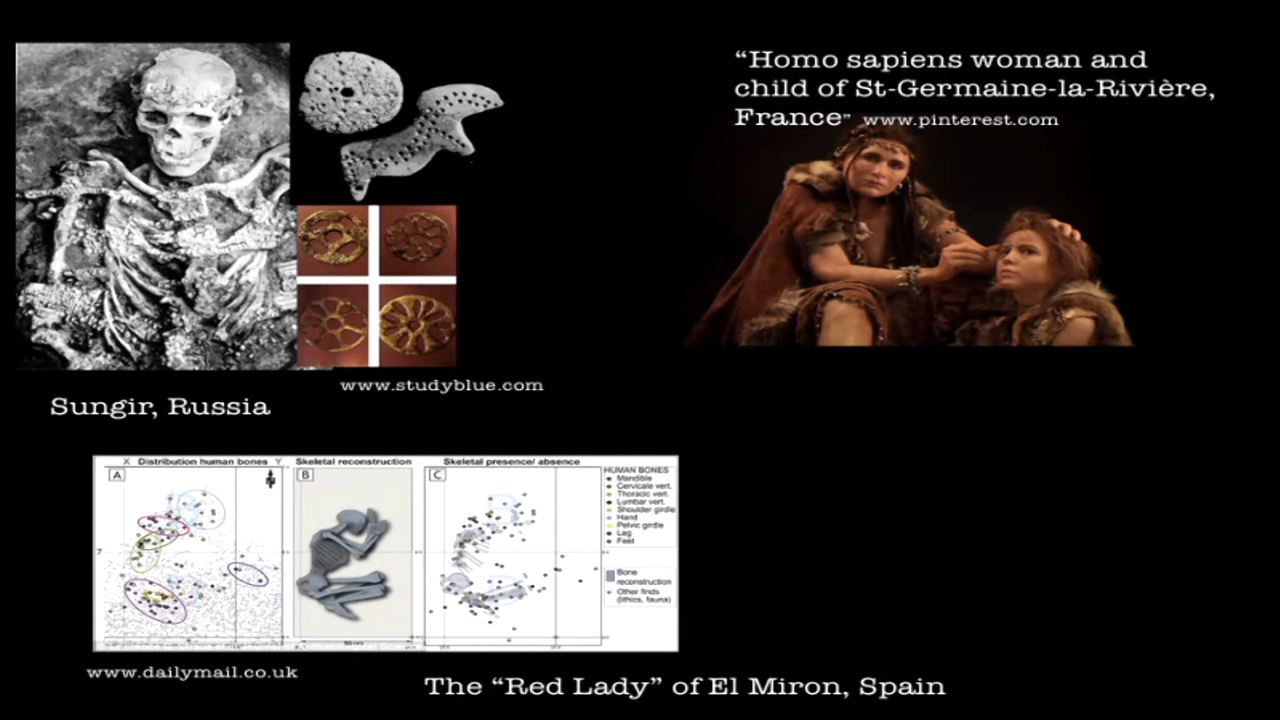 “Homo sapiens woman and
child of St-Germaine-la-Rivière,
France” www.pinterest.com
www.studyblue.com
Sungir, Russia
X Distribution human bones Y
Skeletal reconstruction
Skeletal presence/ absence
A
B
C
HUMAN BONES
Mandible
Cervicale vert.
Thoracic vert.
Lumbar vert.
Shoulder girdle
Hand
Pelvic girdle
Leg
Feet
7
Bone
reconstruction
Other finds
(lithics, fauna)
www.dailymail.co.uk
The “Red Lady” of El Miron, Spain